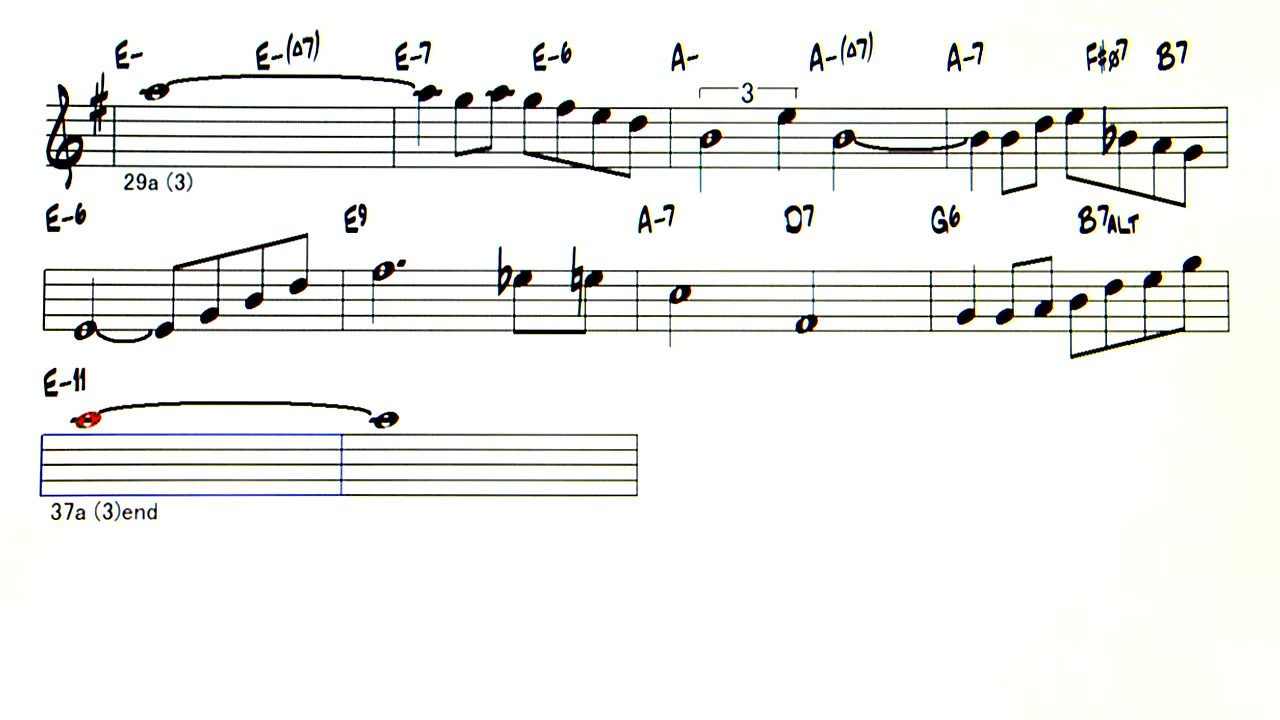 E- E-(Δ7) E-7 E-6 A- A-(Δ7) A-7 F#ø7 B7
3
29a (3)
E-6 E9 A-7 D7 G6 B7ALT
E-11
37a (3)end